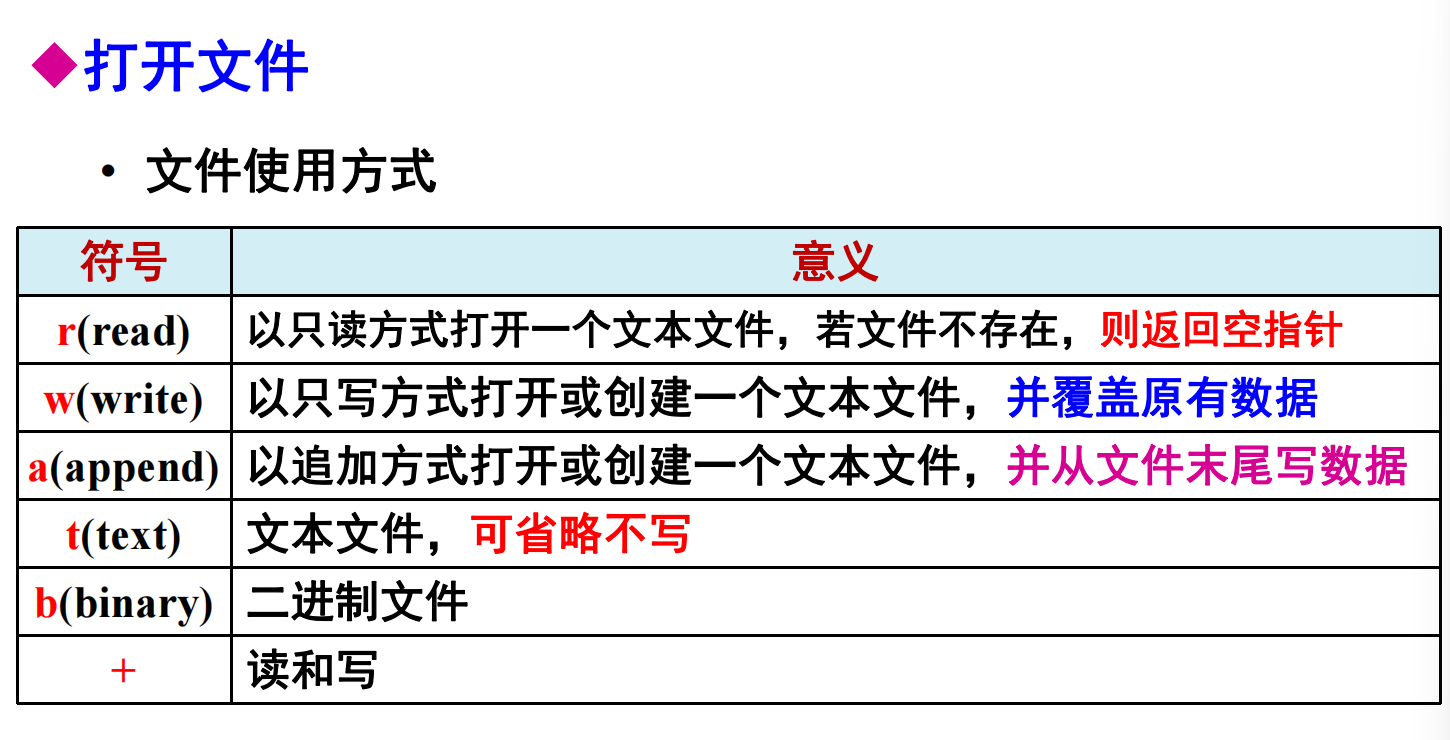 ◆打开文件
• 文件使用方式
符号 意义
r(read) 以只读方式打开一个文本文件，若文件不存在，则返回空指针
w(write) 以只写方式打开或创建一个文本文件，并覆盖原有数据
a(append) 以追加方式打开或创建一个文本文件，并从文件末尾写数据
t(text) 文本文件，可省略不写
b(binary) 二进制文件
+ 读和写